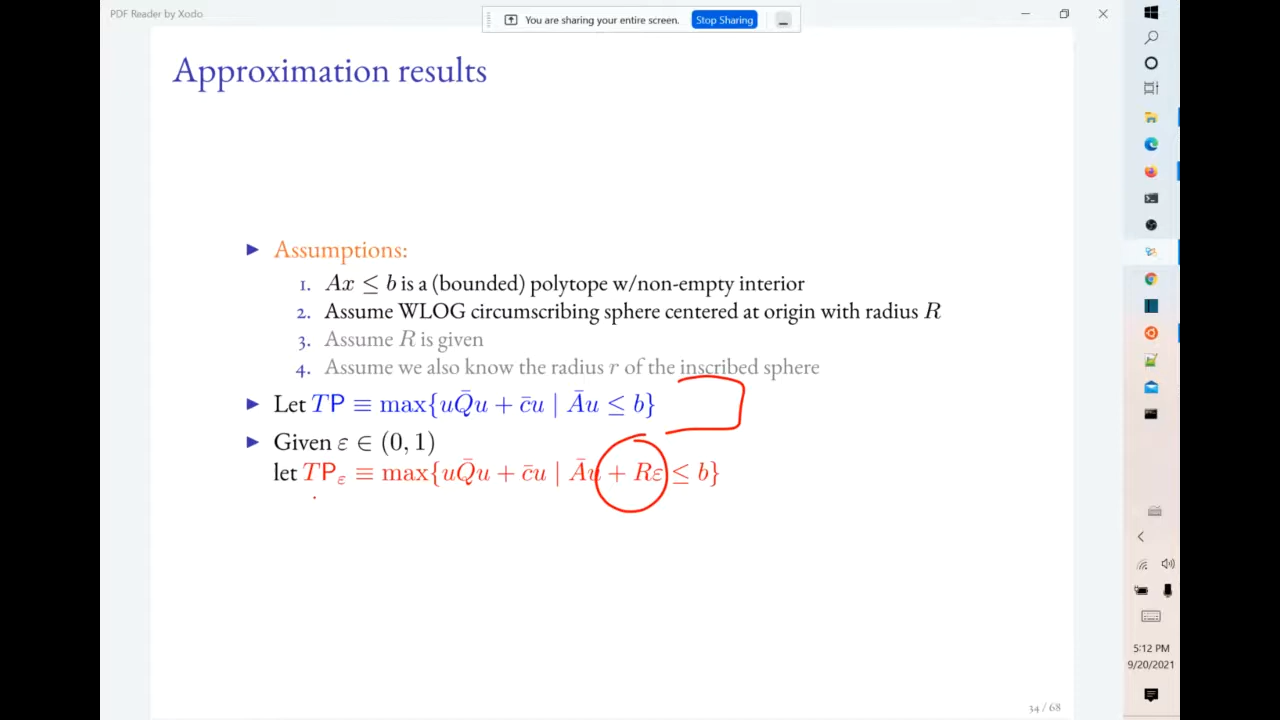 PDF Reader by Xodo
You are sharing your entire screen. Stop Sharing
Approximation results
Assumptions:
1. Ax ≤ b is a (bounded) polytope w/non-empty interior
2. Assume WLOG circumscribing sphere centered at origin with radius R
3. Assume R is given
4. Assume we also know the radius r of the inscribed sphere
Let TP ≡ max{uQ̄u + c̄u | Āu ≤ b}
Given ε ∈ (0, 1)
let TPε ≡ max{uQ̄u + c̄u | Āu + Rε ≤ b}
5:12 PM
9/20/2021
34 / 68